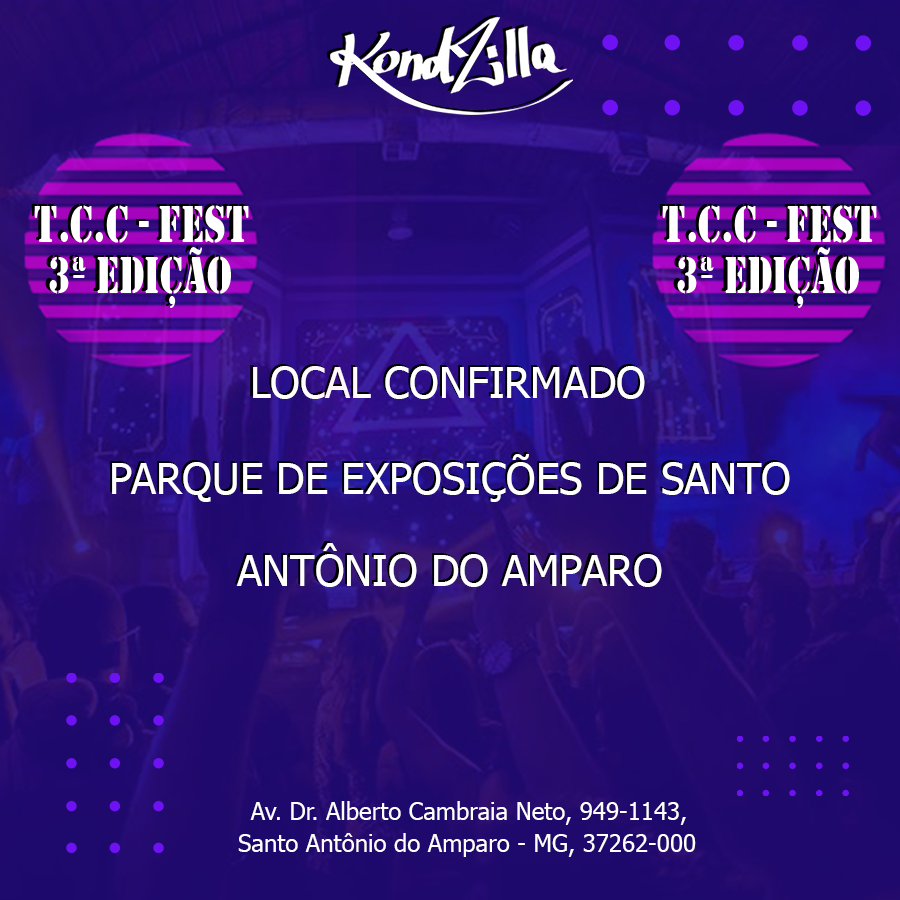 KondZilla
T.C.C - FEST
3ª EDIÇÃO
T.C.C - FEST
3ª EDIÇÃO
LOCAL CONFIRMADO
PARQUE DE EXPOSIÇÕES DE SANTO
ANTÔNIO DO AMPARO
Av. Dr. Alberto Cambraia Neto, 949-1143,
Santo Antônio do Amparo - MG, 37262-000